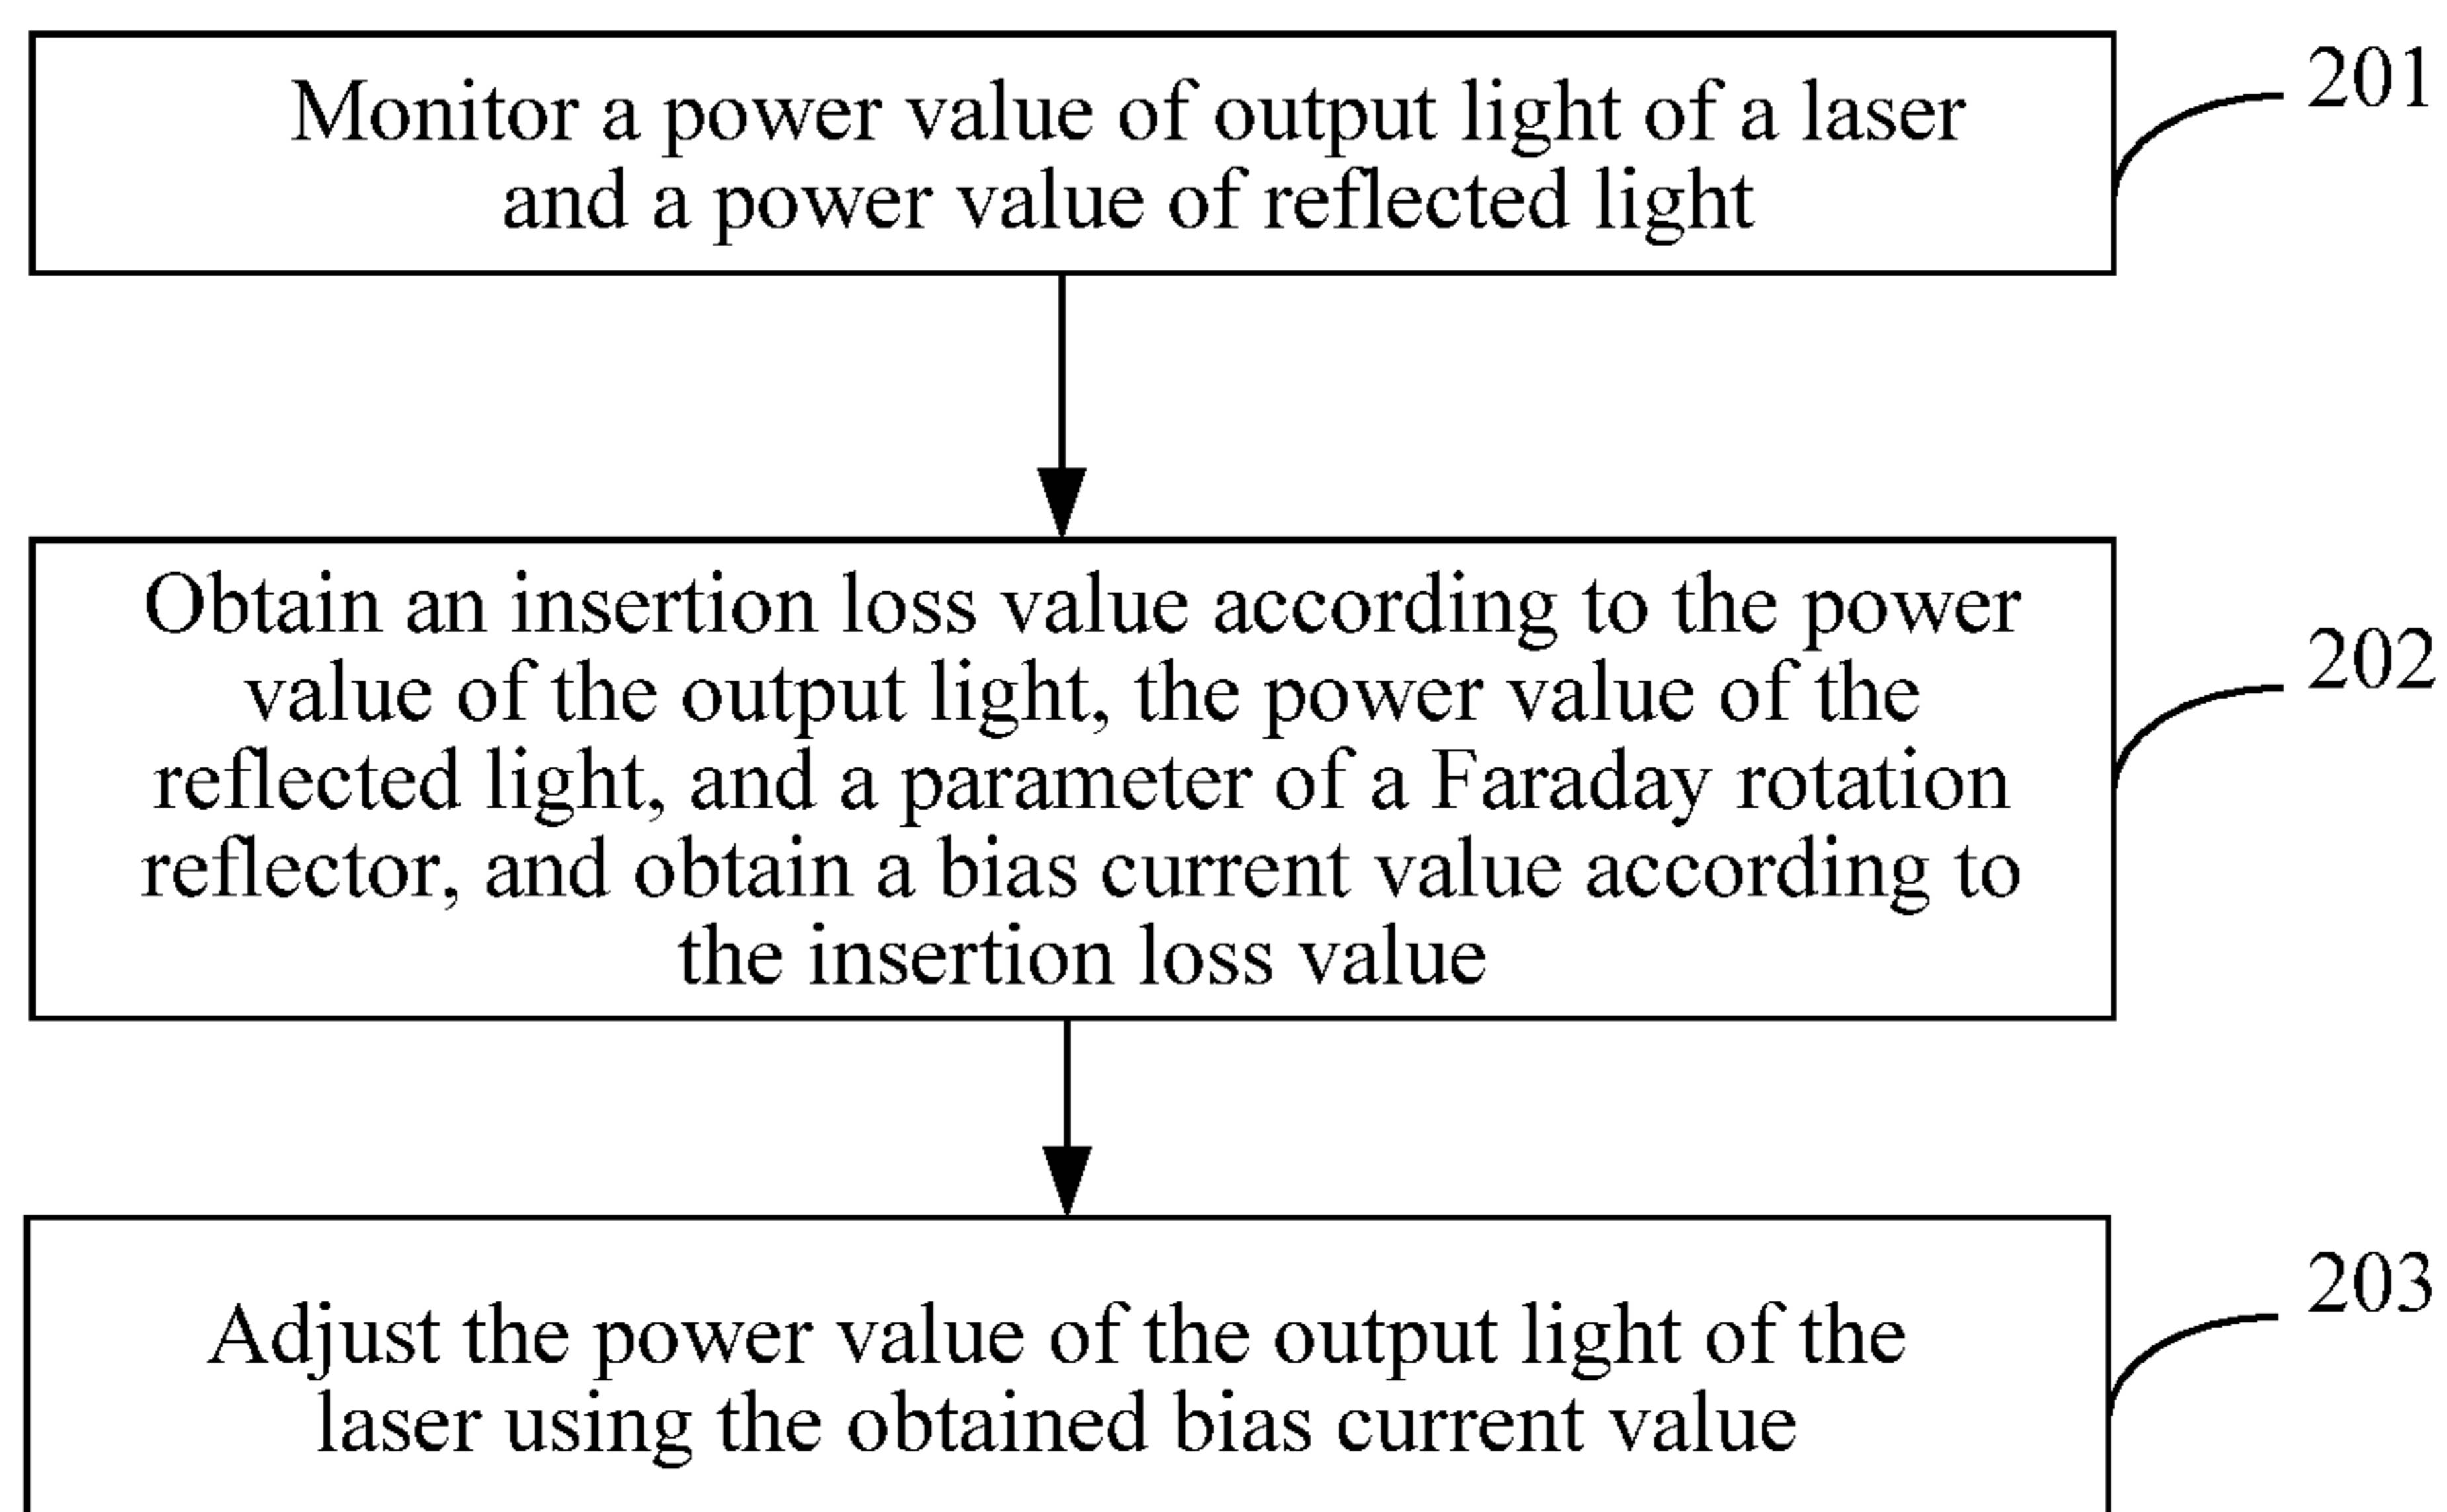 Monitor a power value of output light of a laser
and a power value of reflected light
201
Obtain an insertion loss value according to the power
value of the output light, the power value of the
reflected light, and a parameter of a Faraday rotation
reflector, and obtain a bias current value according to
the insertion loss value
202
Adjust the power value of the output light of the
laser using the obtained bias current value
203